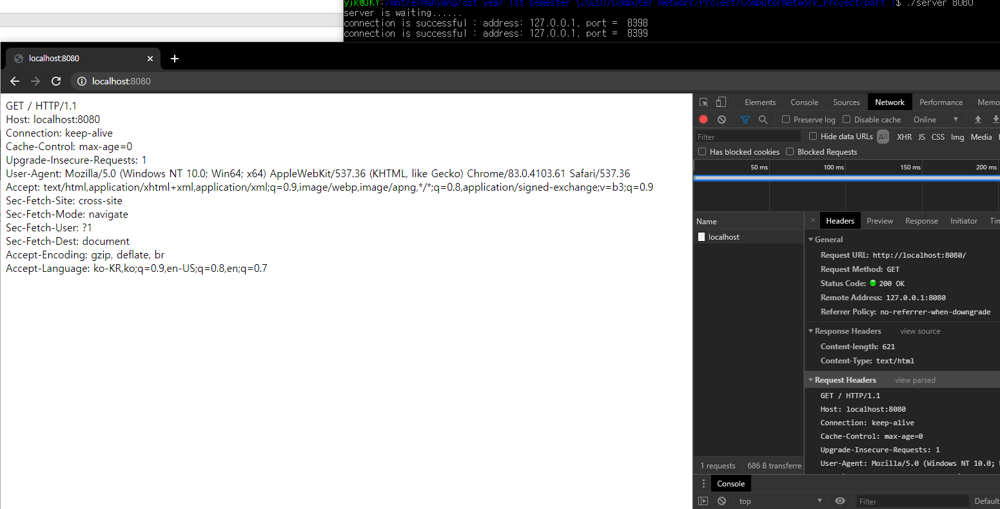 yjk@JKY:/mnt/e/Hanyang/3st year 1st semester (2020)/Computer Network/Project/ComputerNetwork_Project/part 1$ ./server 8080
server is waiting......
connection is successful : address: 127.0.0.1, port =  8398
connection is successful : address: 127.0.0.1, port =  8399
localhost:8080
localhost:8080
GET / HTTP/1.1
Host: localhost:8080
Connection: keep-alive
Cache-Control: max-age=0
Upgrade-Insecure-Requests: 1
User-Agent: Mozilla/5.0 (Windows NT 10.0; Win64; x64) AppleWebKit/537.36 (KHTML, like Gecko) Chrome/83.0.4103.61 Safari/537.36
Accept: text/html,application/xhtml+xml,application/xml;q=0.9,image/webp,image/apng,*/*;q=0.8,application/signed-exchange;v=b3;q=0.9
Sec-Fetch-Site: cross-site
Sec-Fetch-Mode: navigate
Sec-Fetch-User: ?1
Sec-Fetch-Dest: document
Accept-Encoding: gzip, deflate, br
Accept-Language: ko-KR,ko;q=0.9,en-US;q=0.8,en;q=0.7
Elements Console Sources Network Performance Memo
Preserve log Disable cache Online
Filter Hide data URLs All XHR JS CSS Img Media
Has blocked cookies Blocked Requests
50 ms 100 ms 150 ms 200 ms
Name
localhost
1 requests 686 B transferre
× Headers Preview Response Initiator Tim
General
Request URL: http://localhost:8080/
Request Method: GET
Status Code: 200 OK
Remote Address: 127.0.0.1:8080
Referrer Policy: no-referrer-when-downgrade
Response Headers view source
Content-length: 621
Content-Type: text/html
Request Headers view parsed
GET / HTTP/1.1
Host: localhost:8080
Connection: keep-alive
Cache-Control: max-age=0
Upgrade-Insecure-Requests: 1
User-Agent: Mozilla/5.0 (Windows NT 10.0;
Console
top Filter Default